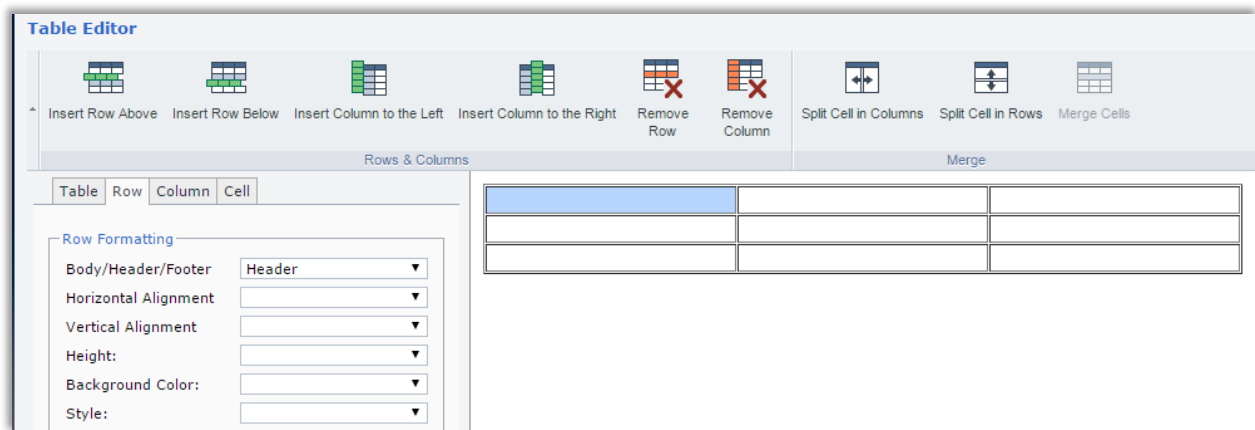 Table Editor
Insert Row Above Insert Row Below Insert Column to the Left Insert Column to the Right Remove Row Remove Column Split Cell in Columns Split Cell in Rows Merge Cells
Rows & Columns Merge
Table Row Column Cell
Row Formatting
Body/Header/Footer Header
Horizontal Alignment
Vertical Alignment
Height:
Background Color:
Style: